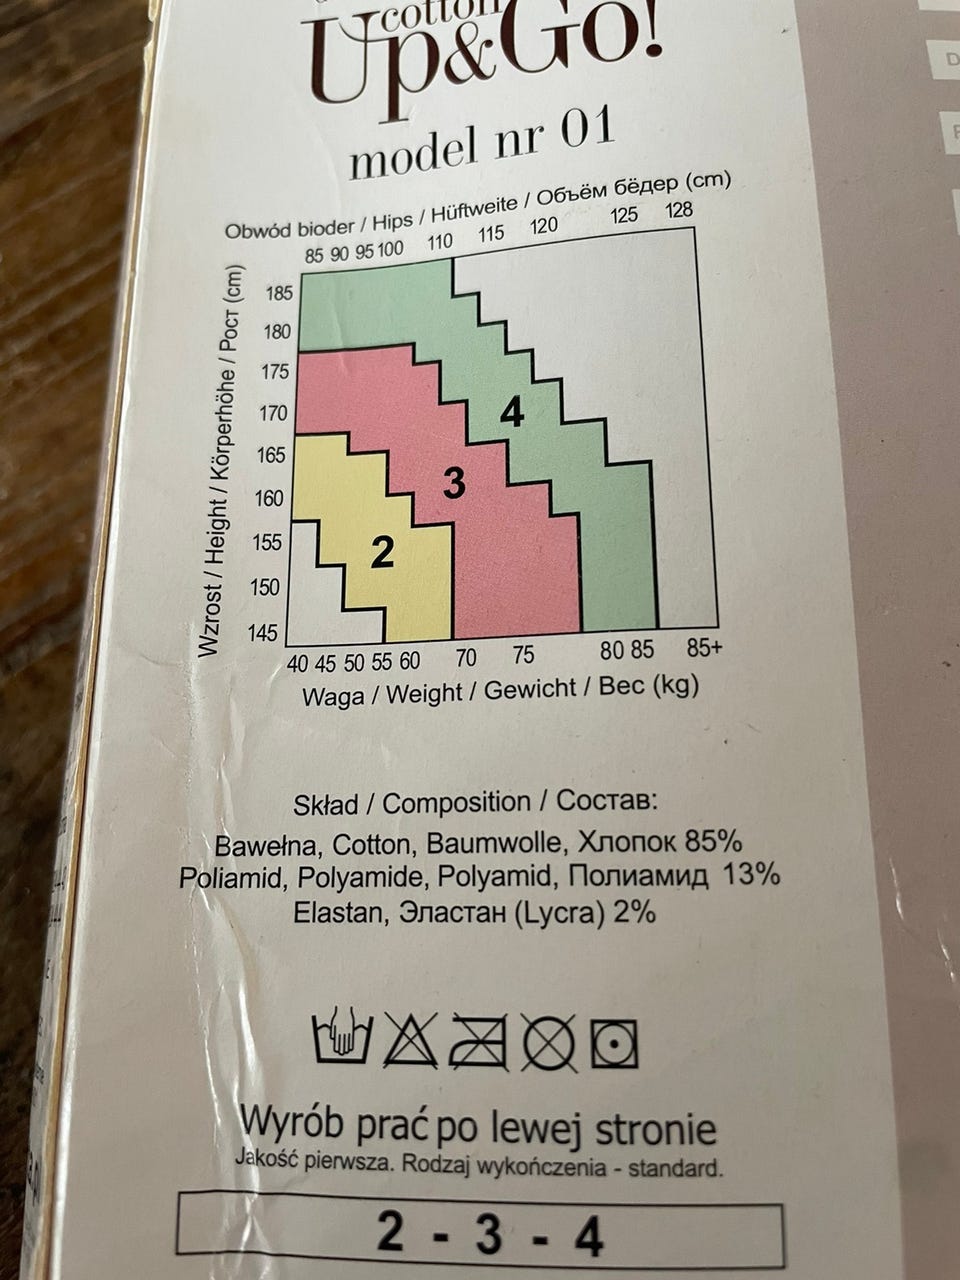 cotton
Up&Go!
model nr 01
Obwód bioder / Hips / Hüftweite / Объём бёдер (cm)
85 90 95 100 110 115 120 125 128
Wzrost / Height / Körperhöhe / Рост (cm)
185
180
175
170
165
160
155
150
145
4
3
2
40 45 50 55 60 70 75 80 85 85+
Waga / Weight / Gewicht / Вес (kg)
Skład / Composition / Состав:
Bawełna, Cotton, Baumwolle, Хлопок 85%
Poliamid, Polyamide, Polyamid, Полиамид 13%
Elastan, Эластан (Lycra) 2%
Wyrób prać po lewej stronie
Jakość pierwsza. Rodzaj wykończenia - standard.
2 - 3 - 4